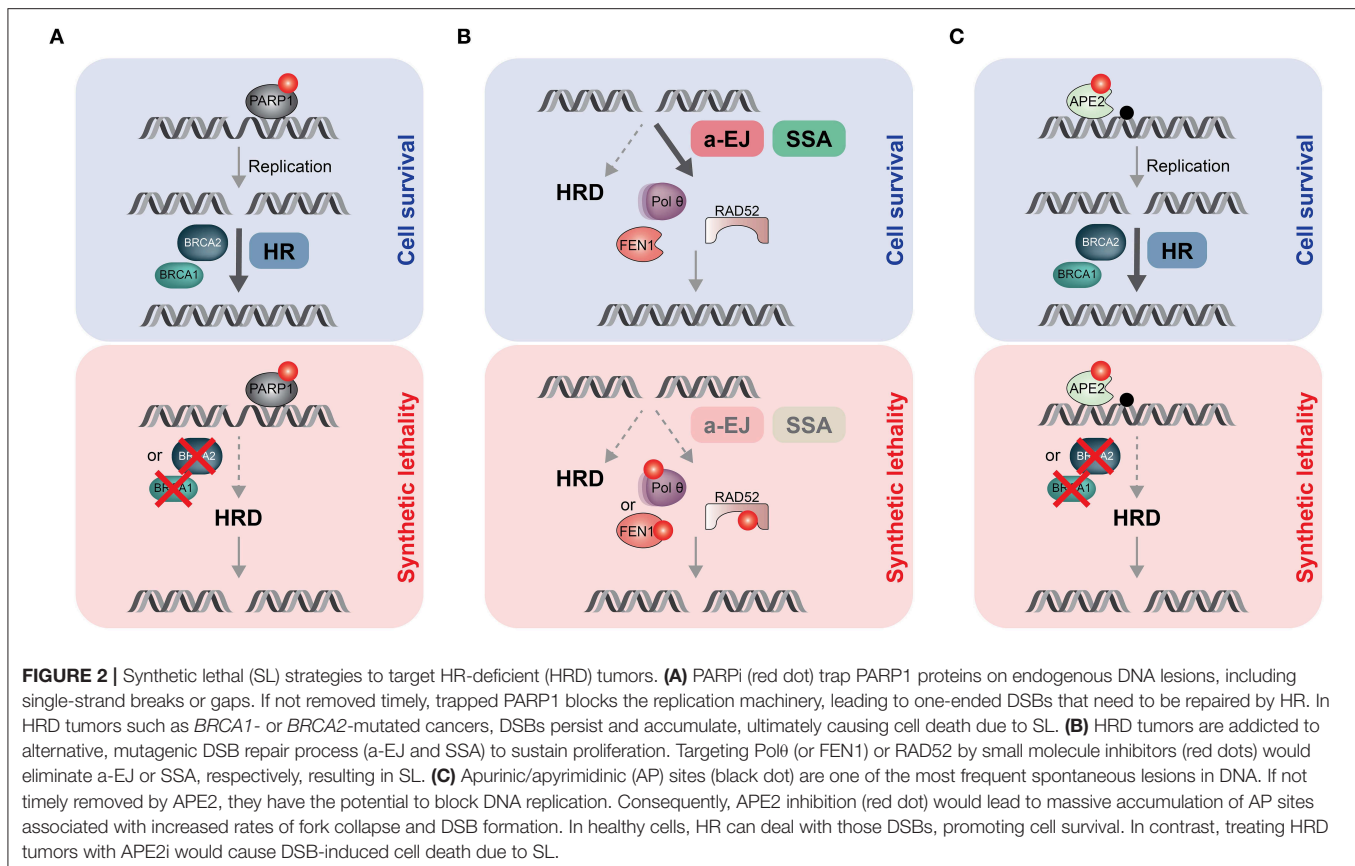 A
B
C
PARP1
Replication
BRCA2
BRCA1
HR
Cell survival
PARP1
or
BRCA2
BRCA1
HRD
Synthetic lethality
a-EJ
SSA
HRD
Pol θ
RAD52
FEN1
Cell survival
a-EJ
SSA
HRD
Pol θ
RAD52
or
FEN1
Synthetic lethality
APE2
Replication
BRCA2
BRCA1
HR
Cell survival
APE2
or
BRCA2
BRCA1
HRD
Synthetic lethality
FIGURE 2 | Synthetic lethal (SL) strategies to target HR-deficient (HRD) tumors. (A) PARPi (red dot) trap PARP1 proteins on endogenous DNA lesions, including
single-strand breaks or gaps. If not removed timely, trapped PARP1 blocks the replication machinery, leading to one-ended DSBs that need to be repaired by HR. In
HRD tumors such as BRCA1- or BRCA2-mutated cancers, DSBs persist and accumulate, ultimately causing cell death due to SL. (B) HRD tumors are addicted to
alternative, mutagenic DSB repair process (a-EJ and SSA) to sustain proliferation. Targeting Polθ (or FEN1) or RAD52 by small molecule inhibitors (red dots) would
eliminate a-EJ or SSA, respectively, resulting in SL. (C) Apurinic/apyrimidinic (AP) sites (black dot) are one of the most frequent spontaneous lesions in DNA. If not
timely removed by APE2, they have the potential to block DNA replication. Consequently, APE2 inhibition (red dot) would lead to massive accumulation of AP sites
associated with increased rates of fork collapse and DSB formation. In healthy cells, HR can deal with those DSBs, promoting cell survival. In contrast, treating HRD
tumors with APE2i would cause DSB-induced cell death due to SL.